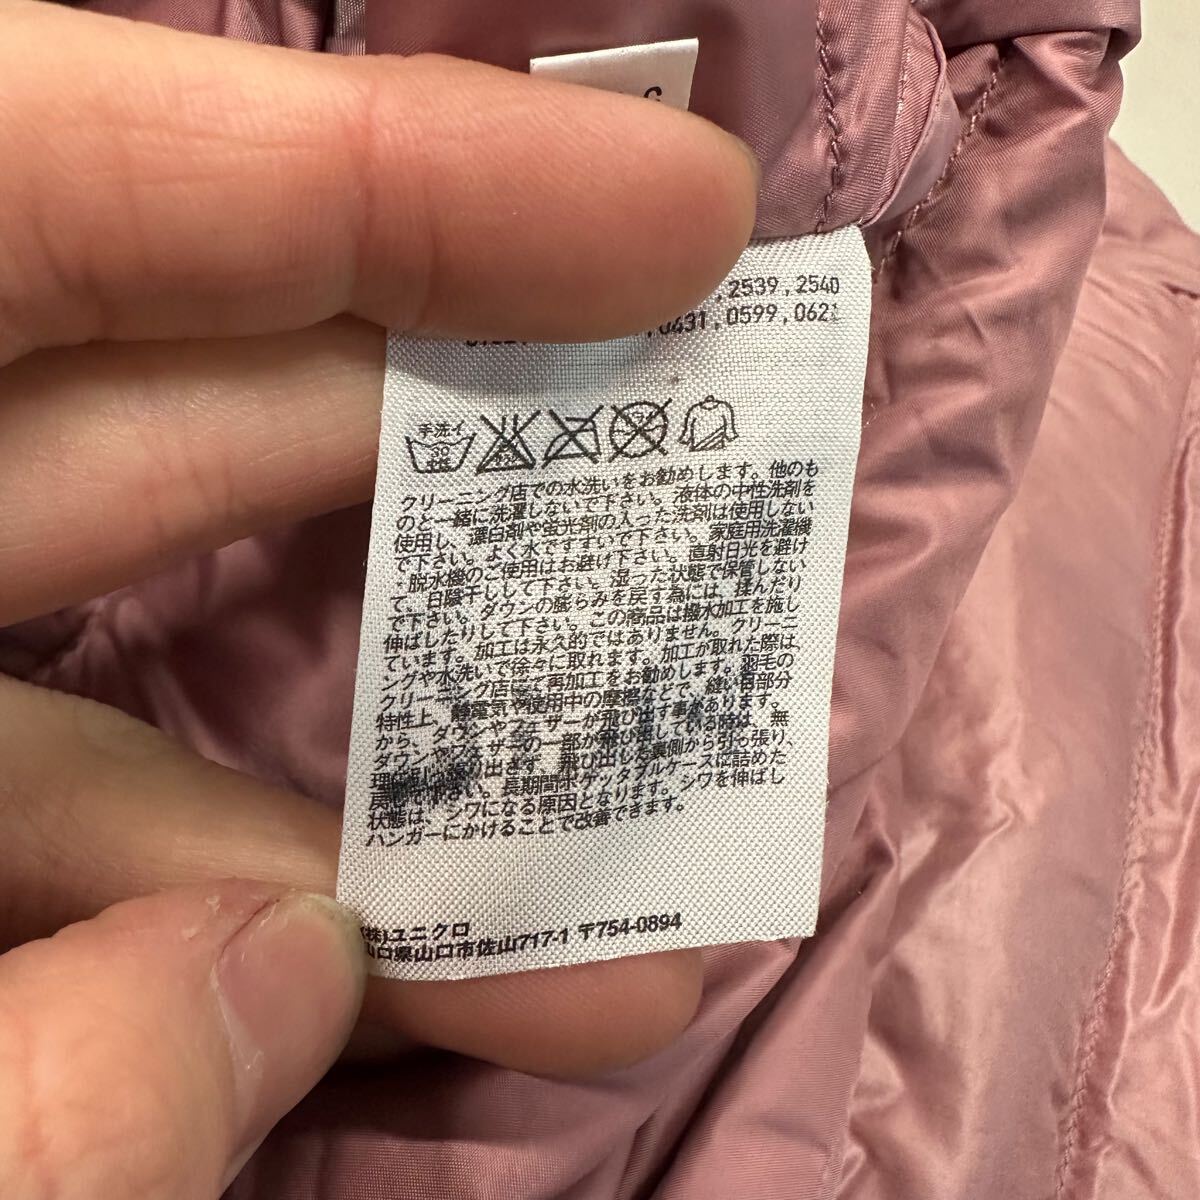 ,2539,2540
,0431,0599,0621
手洗イ
30
クリーニング店での水洗いをお勧めします。他のも
のと一緒に洗濯しないで下さい。液体の中性洗剤を
使用し、漂白剤や蛍光剤の入った洗剤は使用しない
で下さい。よく水ですすいで下さい。家庭用洗濯機
・脱水機のご使用はお避け下さい。直射日光を避け
て、日陰干しして下さい。湿った状態で保管しない
で下さい。ダウンの膨らみを戻す為には、揉んだり
伸ばしたりして下さい。この商品は撥水加工を施し
ています。加工は永久的ではありません。クリーニ
ングや水洗いで徐々に取れます。加工が取れた際は、
クリーニング店にて再加工をお勧めします。羽毛の
特性上、静電気や使用中の摩擦などで、縫い目部分
から、ダウンやフェザーが飛び出す事があります。
ダウンやフェザーの一部が飛び出している時は、無
理に引き出さず、飛び出した裏側から引っ張り、
戻して下さい。長期間ポケッタブルケースに詰めた
状態は、シワになる原因となります。シワを伸ばし
ハンガーにかけることで改善できます。
(株)ユニクロ
山口県山口市佐山717-1 〒754-0894